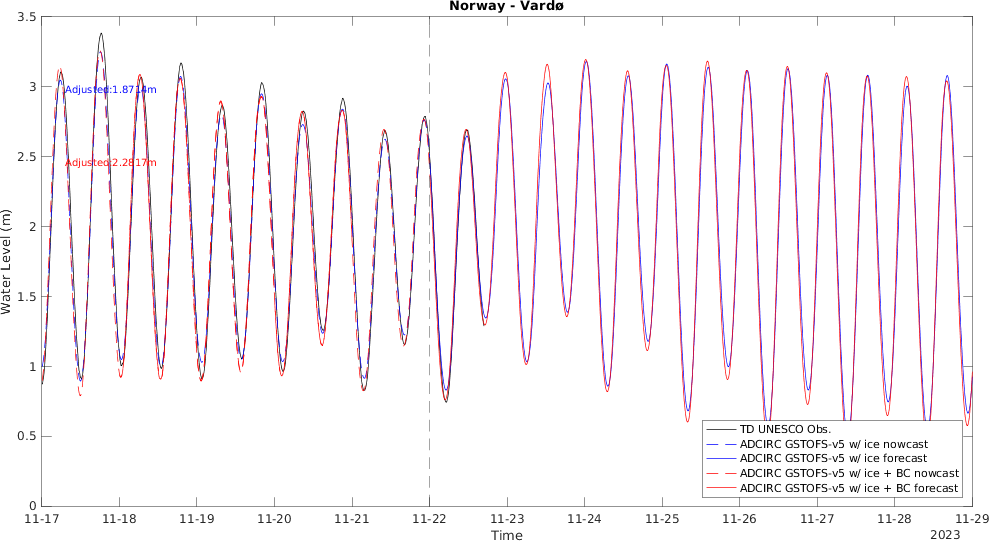 Norway - Vardø
3.5
3
2.5
2
1.5
1
0.5
0
Water Level (m)
Adjusted:1.8714m
Adjusted:2.2817m
TD UNESCO Obs.
ADCIRC GSTOFS-v5 w/ ice nowcast
ADCIRC GSTOFS-v5 w/ ice forecast
ADCIRC GSTOFS-v5 w/ ice + BC nowcast
ADCIRC GSTOFS-v5 w/ ice + BC forecast
11-17 11-18 11-19 11-20 11-21 11-22 11-23 11-24 11-25 11-26 11-27 11-28 11-29
Time
2023